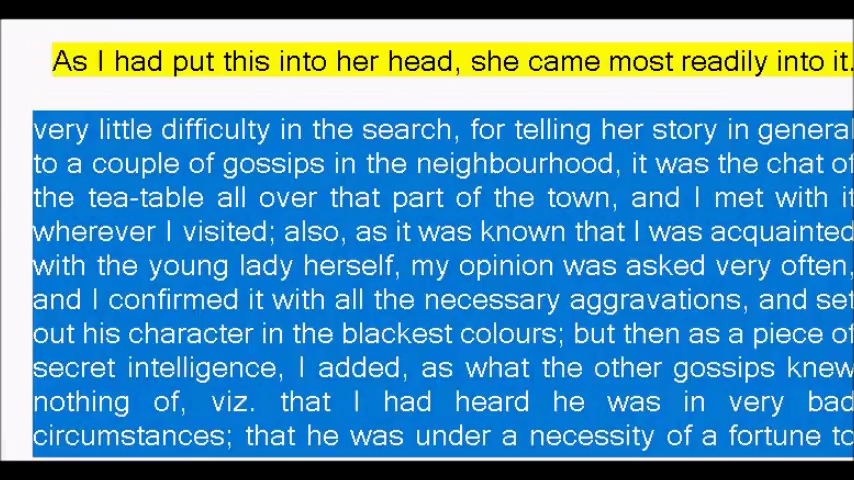 As I had put this into her head, she came most readily into it.
very little difficulty in the search, for telling her story in general
to a couple of gossips in the neighbourhood, it was the chat of
the tea-table all over that part of the town, and I met with it
wherever I visited; also, as it was known that I was acquainted
with the young lady herself, my opinion was asked very often,
and I confirmed it with all the necessary aggravations, and set
out his character in the blackest colours; but then as a piece of
secret intelligence, I added, as what the other gossips knew
nothing of, viz. that I had heard he was in very bad
circumstances; that he was under a necessity of a fortune to